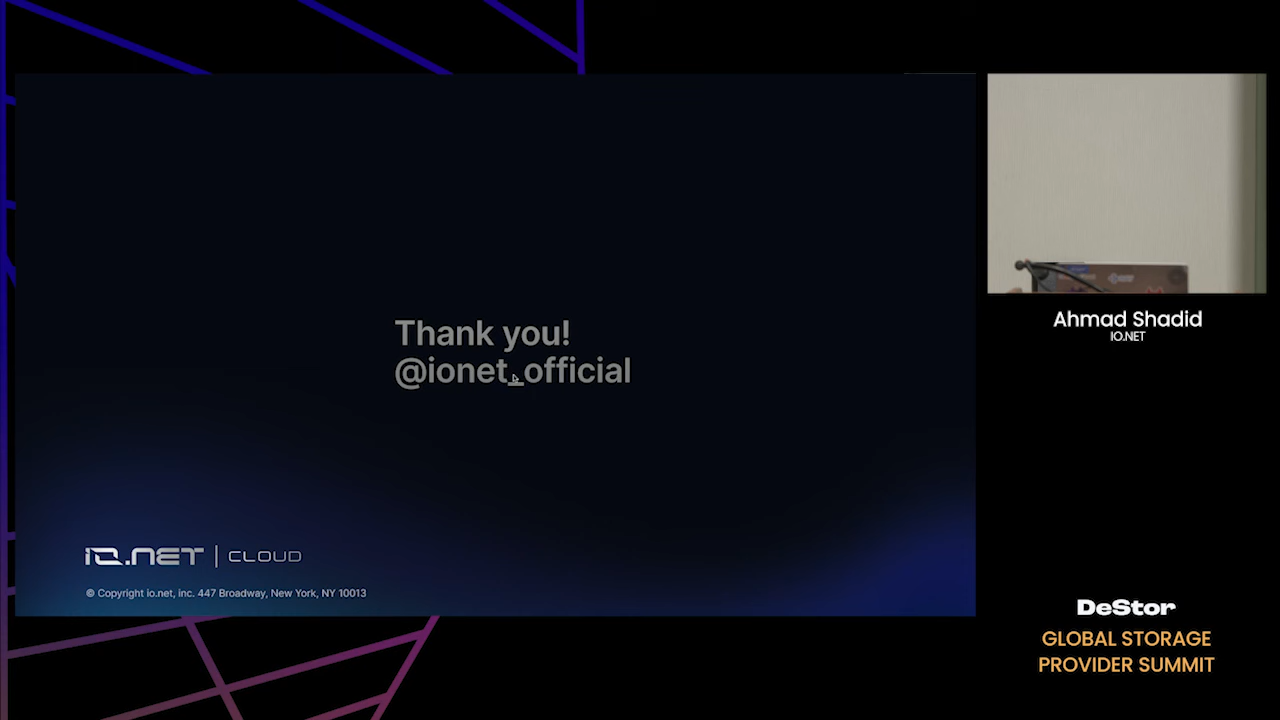 Thank you!
@ionet_official
IO.NET | CLOUD
© Copyright io.net, inc. 447 Broadway, New York, NY 10013
Ahmad Shadid
IO.NET
DeStor
GLOBAL STORAGE
PROVIDER SUMMIT